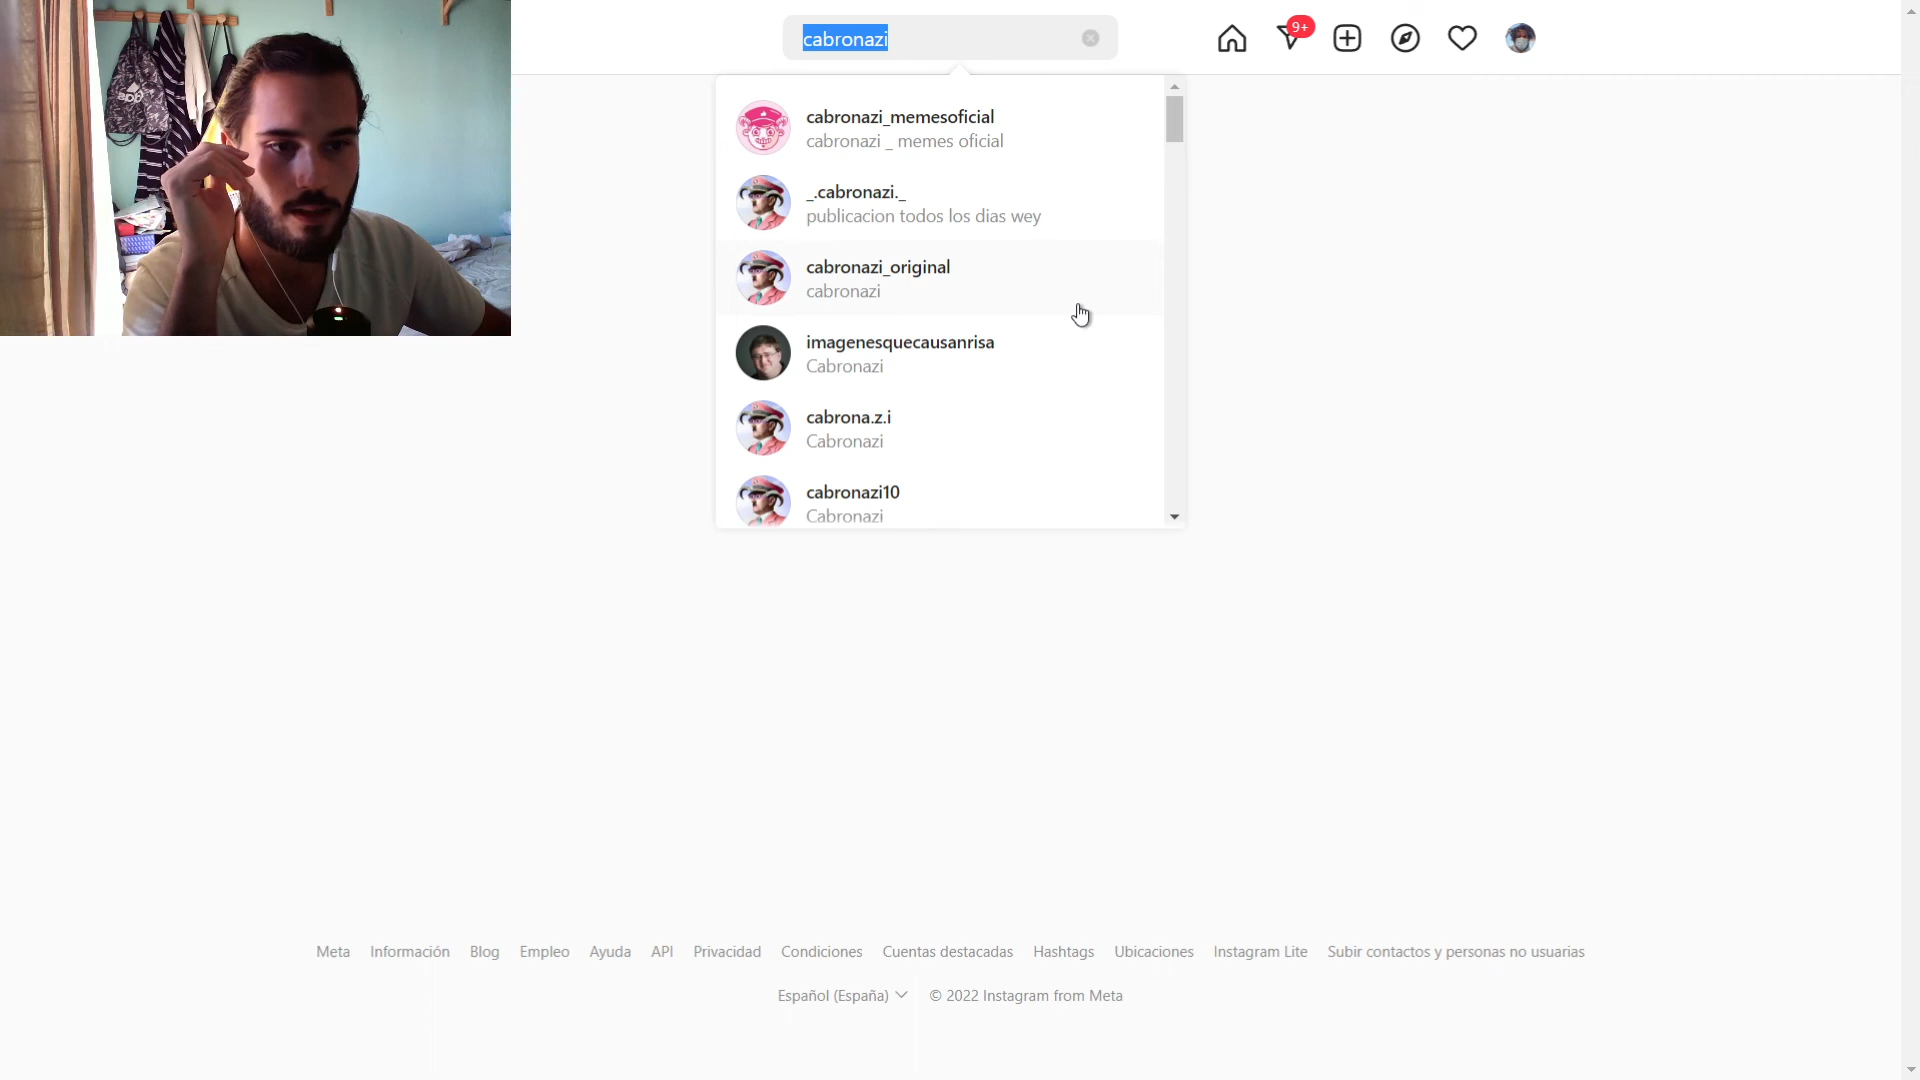 cabronazi
9+
cabronazi_memesoficial
cabronazi _ memes oficial
_.cabronazi._
publicacion todos los dias wey
cabronazi_original
cabronazi
imagenesquecausanrisa
Cabronazi
cabrona.z.i
Cabronazi
cabronazi10
Cabronazi
Meta Información Blog Empleo Ayuda API Privacidad Condiciones Cuentas destacadas Hashtags Ubicaciones Instagram Lite Subir contactos y personas no usuarias
Español (España) © 2022 Instagram from Meta